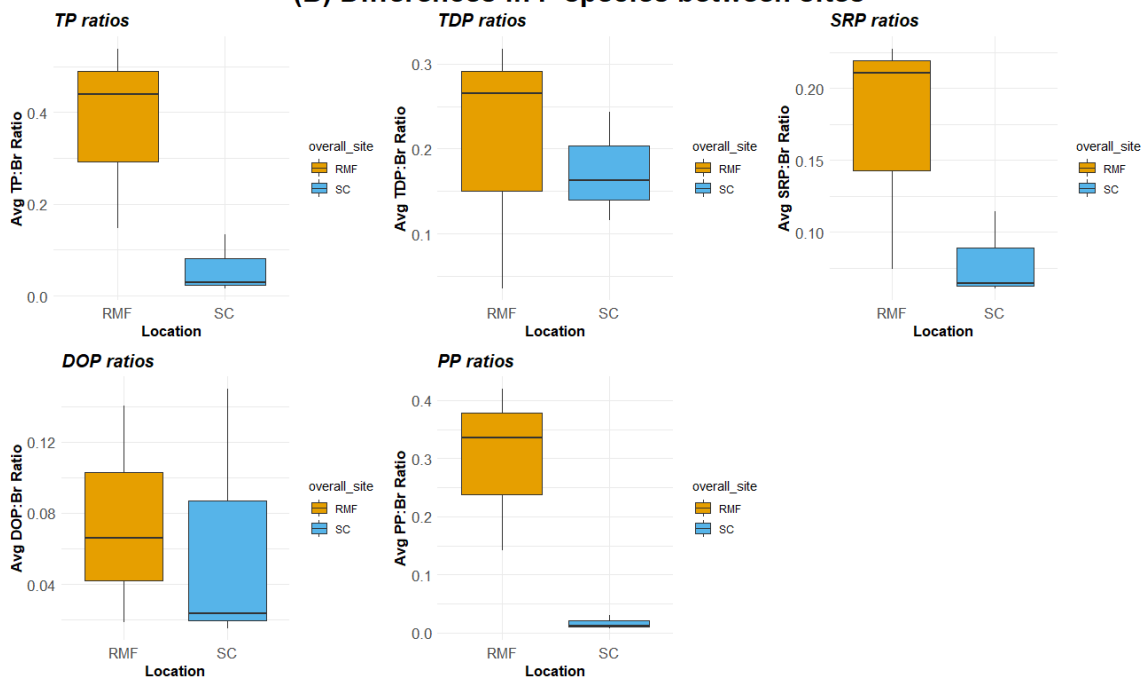 (B) Differences in P species between sites
TP ratios
Avg TP:Br Ratio
0.4
0.2
0.0
RMF
SC
Location
overall_site
RMF
SC
TDP ratios
Avg TDP:Br Ratio
0.3
0.2
0.1
RMF
SC
Location
overall_site
RMF
SC
SRP ratios
Avg SRP:Br Ratio
0.20
0.15
0.10
RMF
SC
Location
overall_site
RMF
SC
DOP ratios
Avg DOP:Br Ratio
0.12
0.08
0.04
RMF
SC
Location
overall_site
RMF
SC
PP ratios
Avg PP:Br Ratio
0.4
0.3
0.2
0.1
0.0
RMF
SC
Location
overall_site
RMF
SC